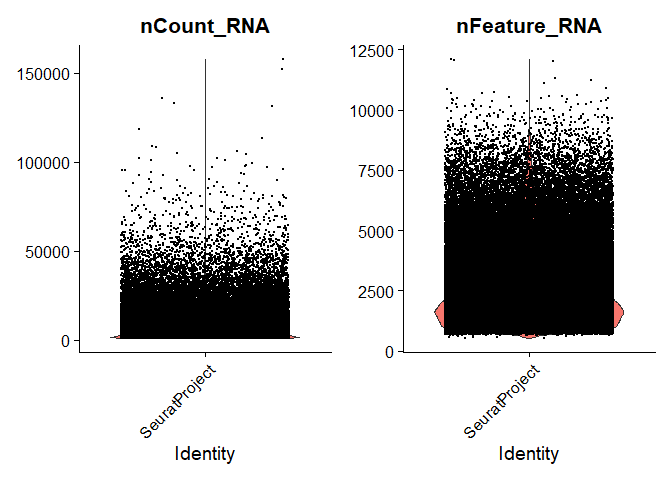 nCount_RNA
150000
100000
50000
0
SeuratProject
Identity
nFeature_RNA
12500
10000
7500
5000
2500
0
SeuratProject
Identity